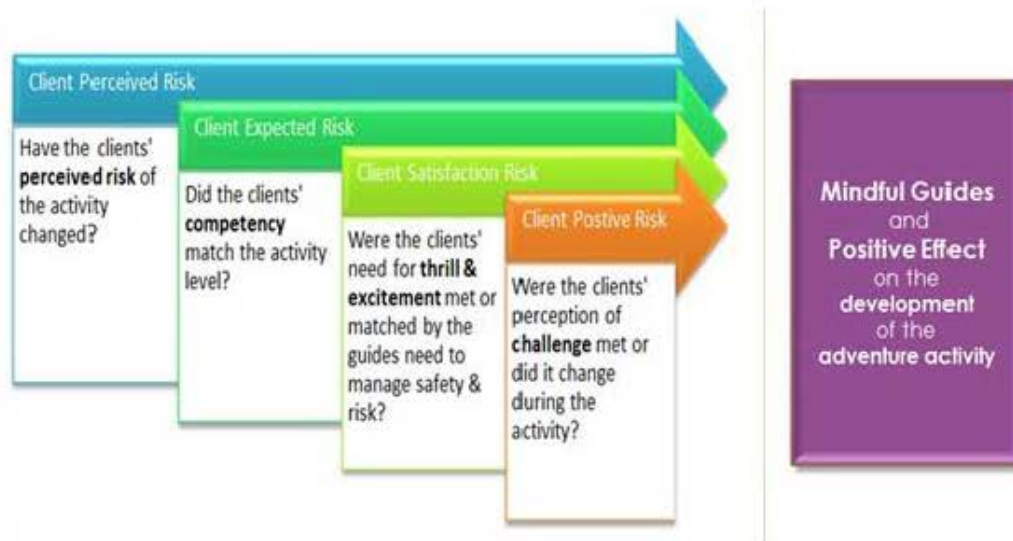 Client Perceived Risk
Have the clients'
perceived risk of
the activity
changed?
Client Expected Risk
Did the clients'
competency
match the activity
level?
Client Satisfaction Risk
Were the clients'
need for thrill &
excitement met or
matched by the
guides need to
manage safety &
risk?
Client Postive Risk
Were the clients'
perception of
challenge met or
did it change
during the
activity?
Mindful Guides
and
Positive Effect
on the
development
of the
adventure activity